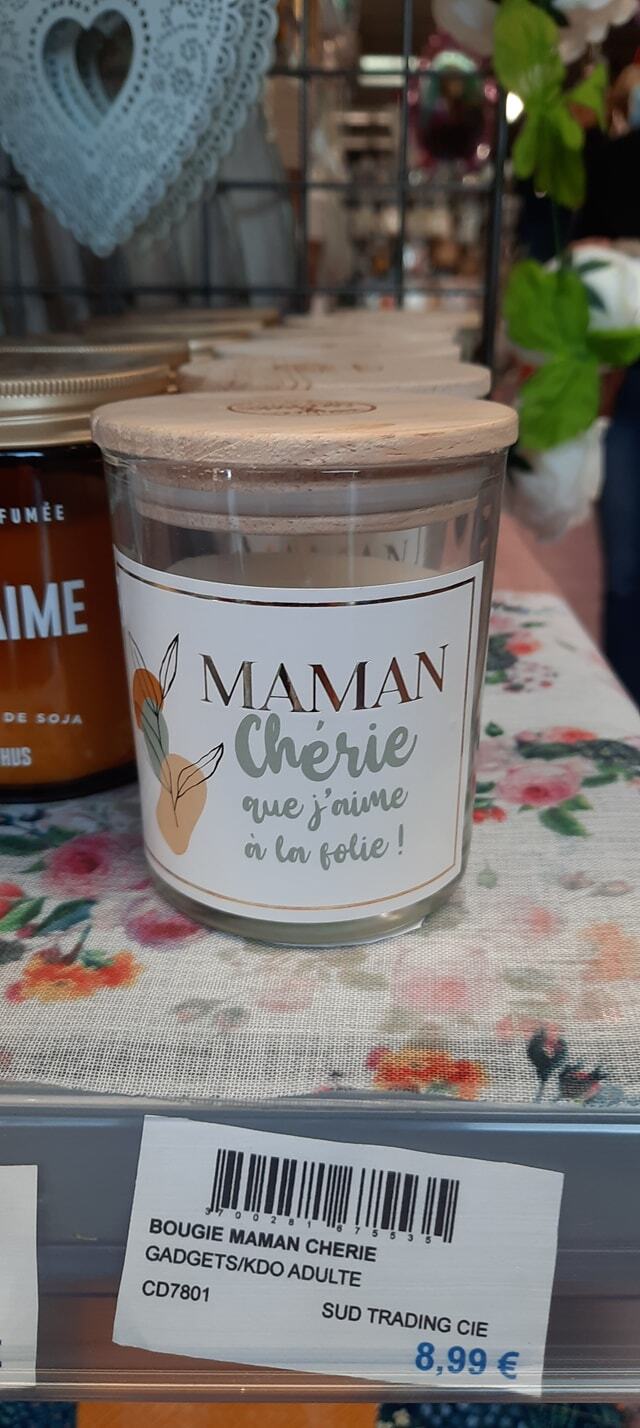 FUMÉE
AIME
DE SOJA
HUS
MAMAN
Chérie
que j'aime
à la folie !
3700281675535
BOUGIE MAMAN CHERIE
GADGETS/KDO ADULTE
CD7801
SUD TRADING CIE
8,99 €